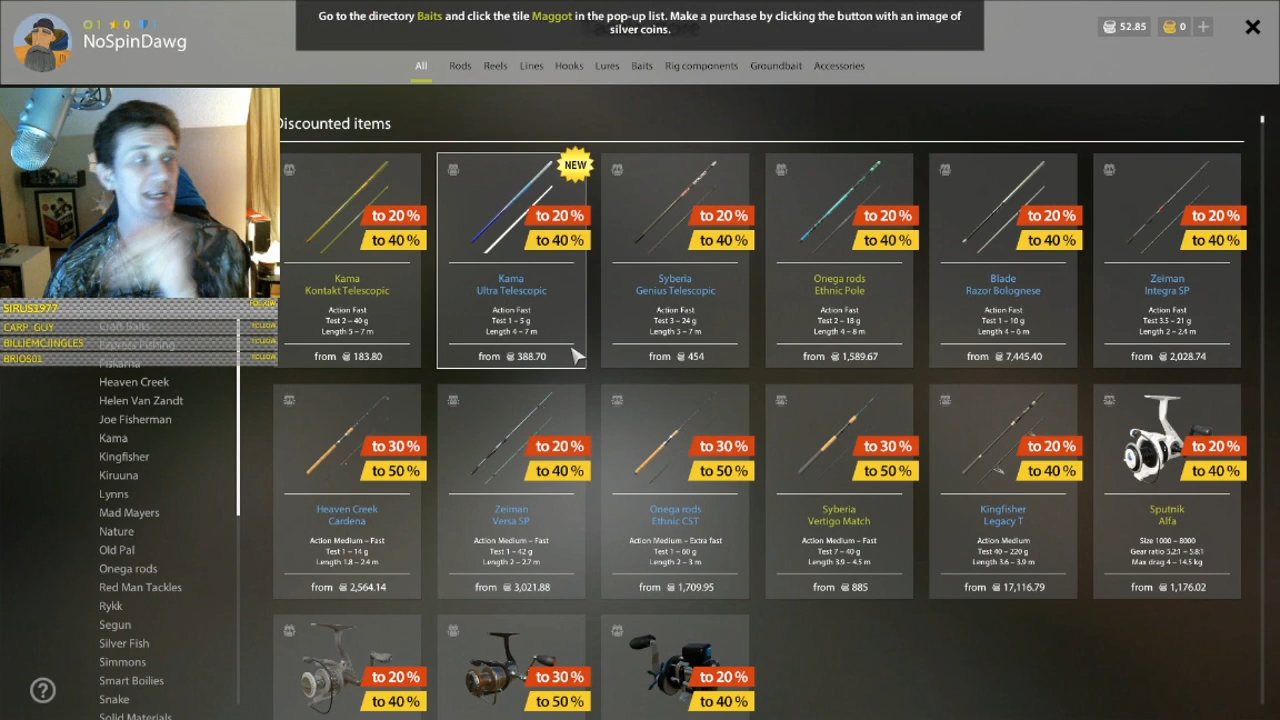 Go to the directory Baits and click the tile Maggot in the pop-up list. Make a purchase by clicking the button with an image of
silver coins.
1 0 1
NoSpinDawg
52.85 0 +
All Rods Reels Lines Hooks Lures Baits Rig components Groundbait Accessories
Discounted items
to 20 %
to 40 %
Kama
Kontakt Telescopic
Action Fast
Test 2 – 40 g
Length 5 – 7 m
from 183.80
NEW
to 20 %
to 40 %
Kama
Ultra Telescopic
Action Fast
Test 1 – 5 g
Length 4 – 7 m
from 388.70
to 20 %
to 40 %
Syberia
Genius Telescopic
Action Fast
Test 3 – 24 g
Length 5 – 7 m
from 454
to 20 %
to 40 %
Onega rods
Ethnic Pole
Action Fast
Test 2 – 18 g
Length 4 – 8 m
from 1,589.67
to 20 %
to 40 %
Blade
Razor Bolognese
Action Fast
Test 1 – 10 g
Length 4 – 6 m
from 7,445.40
to 20 %
to 40 %
Zeiman
Integra SP
Action Fast
Test 3.5 – 21 g
Length 2 – 2.4 m
from 2,028.74
SIRUS1977 FOLLOW
CARP_GUY FOLLOW
BILLIEMCJINGLES FOLLOW
BRIOS01 FOLLOW
Craft Baits
Express Fishing
Fiskarna
Heaven Creek
Helen Van Zandt
Joe Fisherman
Kama
Kingfisher
Kiruuna
Lynns
Mad Mayers
Nature
Old Pal
Onega rods
Red Man Tackles
Rykk
Segun
Silver Fish
Simmons
Smart Boilies
Snake
Solid Materials
to 30 %
to 50 %
Heaven Creek
Cardena
Action Medium – Fast
Test 1 – 14 g
Length 1.8 – 2.4 m
from 2,564.14
to 20 %
to 40 %
Zeiman
Versa SP
Action Medium – Fast
Test 1 – 42 g
Length 2 – 2.7 m
from 3,021.88
to 30 %
to 50 %
Onega rods
Ethnic CST
Action Medium – Extra fast
Test 1 – 60 g
Length 2 – 3 m
from 1,709.95
to 30 %
to 50 %
Syberia
Vertigo Match
Action Medium – Fast
Test 7 – 40 g
Length 3.9 – 4.5 m
from 885
to 20 %
to 40 %
Kingfisher
Legacy T
Action Medium
Test 40 – 220 g
Length 3.6 – 3.9 m
from 17,116.79
to 20 %
to 40 %
Sputnik
Alfa
Size 1000 – 8000
Gear ratio 5.2:1 – 5.8:1
Max drag 4 – 14.5 kg
from 1,176.02
to 20 %
to 40 %
to 30 %
to 50 %
to 20 %
to 40 %
?